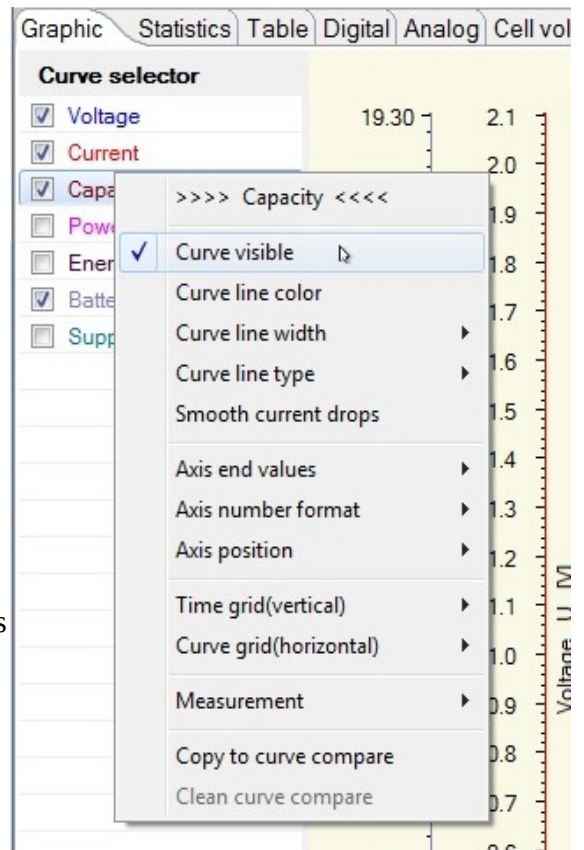 Graphic Statistics Table Digital Analog Cell vol
Curve selector
Voltage
Current
Capa
Powe
Ener
Batte
Supp
>>>> Capacity <<<<
Curve visible
Curve line color
Curve line width
Curve line type
Smooth current drops
Axis end values
Axis number format
Axis position
Time grid(vertical)
Curve grid(horizontal)
Measurement
Copy to curve compare
Clean curve compare
s
19.30
2.1
2.0
1.9
1.8
1.7
1.6
1.5
1.4
1.3
1.2
1.1
1.0
0.9
0.8
0.7
0.6
Voltage U M